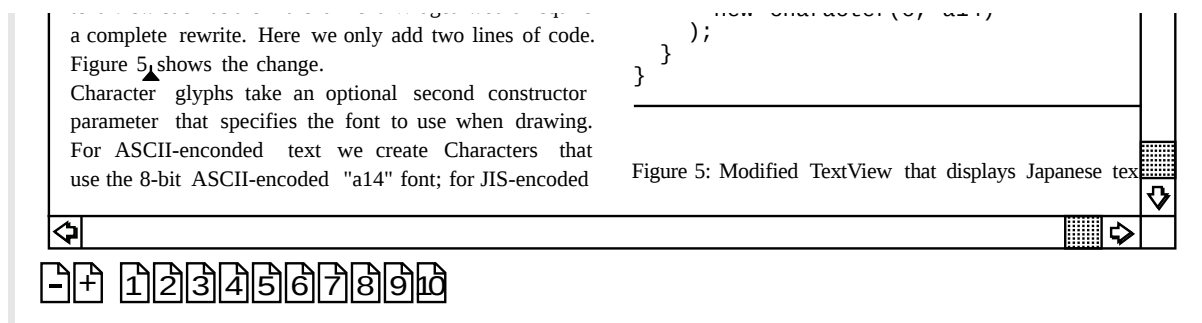 a complete rewrite. Here we only add two lines of code.
Figure 5 shows the change.
Character glyphs take an optional second constructor
parameter that specifies the font to use when drawing.
For ASCII-enconded text we create Characters that
use the 8-bit ASCII-encoded "a14" font; for JIS-encoded
new Character(c, a14)
);
}
}
Figure 5: Modified TextView that displays Japanese tex
- + 1 2 3 4 5 6 7 8 9 10